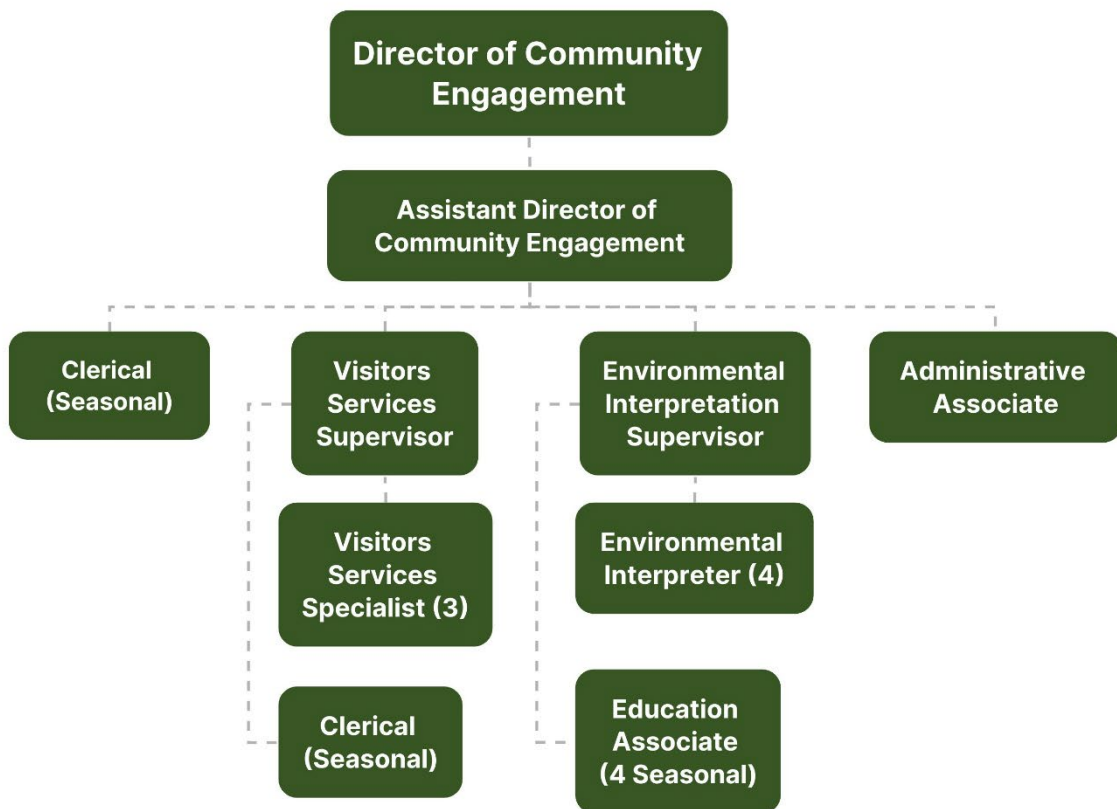 Director of Community
Engagement
Assistant Director of
Community Engagement
Clerical
(Seasonal)
Visitors
Services
Supervisor
Environmental
Interpretation
Supervisor
Administrative
Associate
Visitors
Services
Specialist (3)
Environmental
Interpreter (4)
Clerical
(Seasonal)
Education
Associate
(4 Seasonal)